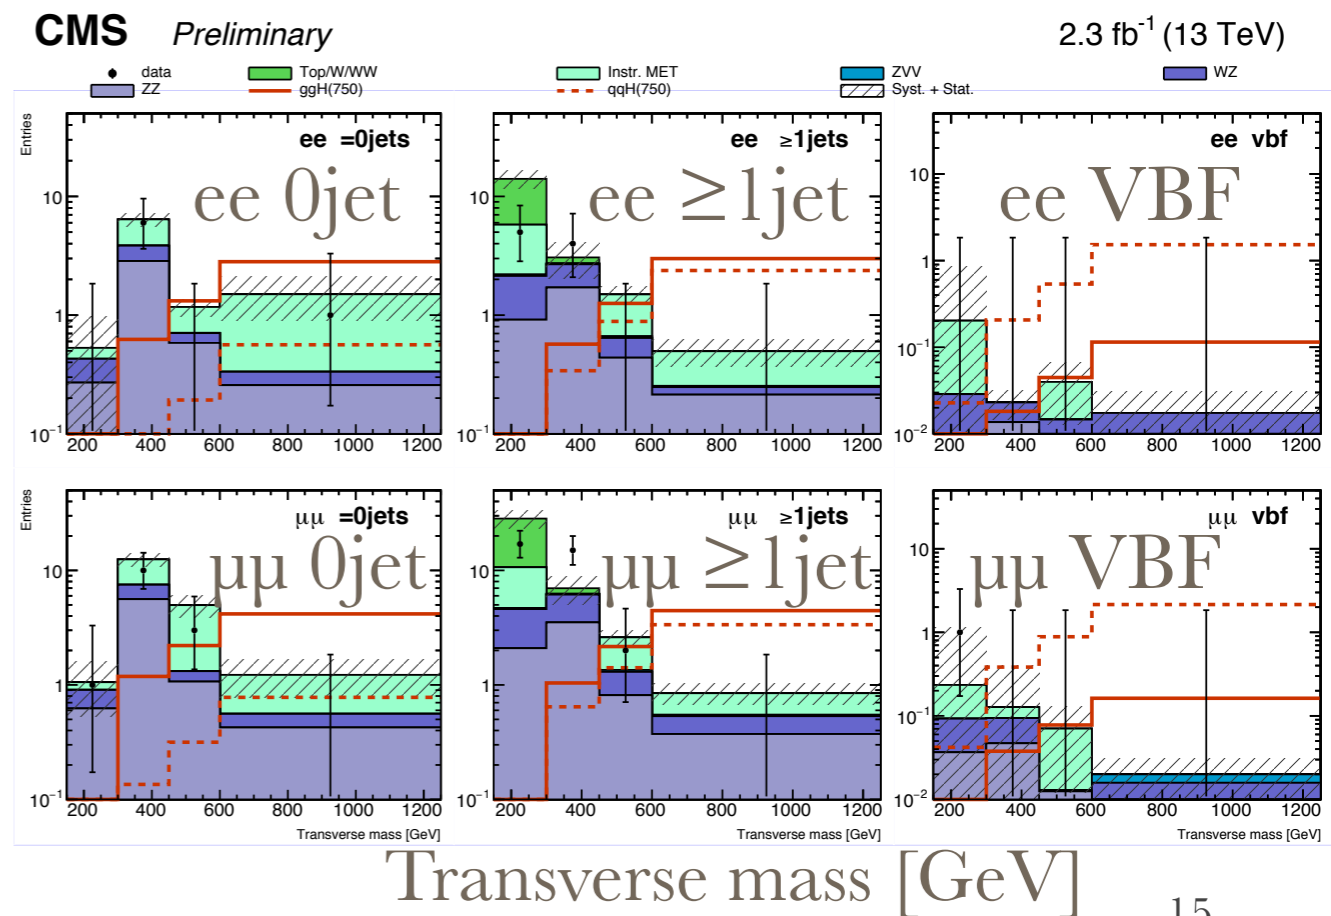 CMS Preliminary 2.3 fb-1 (13 TeV)
data Top/W/WW Instr. MET ZVV WZ
ZZ ggH(750) qqH(750) Syst. + Stat.
Entries
ee =0jets
ee 0jet
10
1
10−1
200 400 600 800 1000 1200
ee ≥1jets
ee ≥1jet
10
1
10−1
200 400 600 800 1000 1200
ee vbf
ee VBF
10
1
10−1
10−2
200 400 600 800 1000 1200
Entries
μμ =0jets
μμ 0jet
10
1
10−1
200 400 600 800 1000 1200
Transverse mass [GeV]
μμ ≥1jets
μμ ≥1jet
10
1
10−1
200 400 600 800 1000 1200
Transverse mass [GeV]
μμ vbf
μμ VBF
10
1
10−1
10−2
200 400 600 800 1000 1200
Transverse mass [GeV]
Transverse mass [GeV]
15